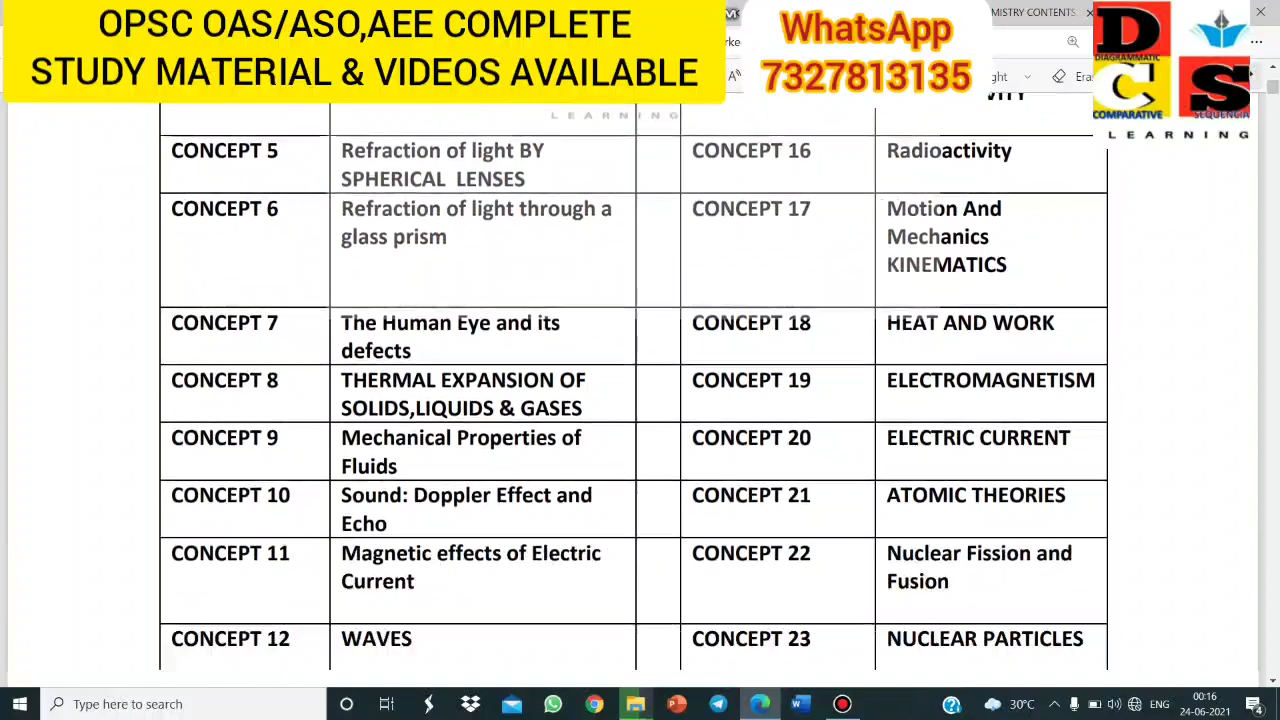 OPSC OAS/ASO,AEE COMPLETE
STUDY MATERIAL & VIDEOS AVAILABLE
WhatsApp
7327813135
D
DIAGRAMMATIC
C
S
COMPARATIVE
LEARNING
LEARNING
CONCEPT 5
Refraction of light BY
SPHERICAL LENSES
CONCEPT 16
Radioactivity
CONCEPT 6
Refraction of light through a
glass prism
CONCEPT 17
Motion And
Mechanics
KINEMATICS
CONCEPT 7
The Human Eye and its
defects
CONCEPT 18
HEAT AND WORK
CONCEPT 8
THERMAL EXPANSION OF
SOLIDS,LIQUIDS & GASES
CONCEPT 19
ELECTROMAGNETISM
CONCEPT 9
Mechanical Properties of
Fluids
CONCEPT 20
ELECTRIC CURRENT
CONCEPT 10
Sound: Doppler Effect and
Echo
CONCEPT 21
ATOMIC THEORIES
CONCEPT 11
Magnetic effects of Electric
Current
CONCEPT 22
Nuclear Fission and
Fusion
CONCEPT 12
WAVES
CONCEPT 23
NUCLEAR PARTICLES
Type here to search
30°C
ENG
00:16
24-06-2021